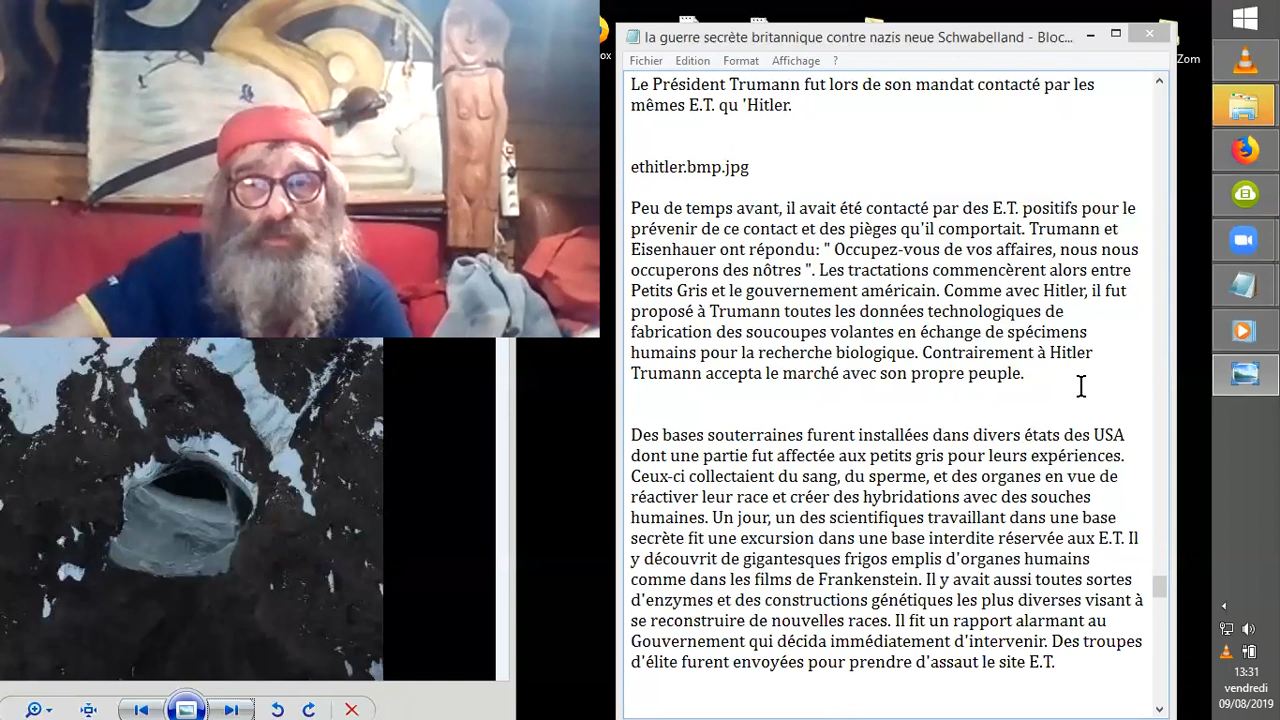 la guerre secrète britannique contre nazis neue Schwabelland - Bloc...
Zom
Fichier Edition Format Affichage ?
Le Président Trumann fut lors de son mandat contacté par les
mêmes E.T. qu 'Hitler.
ethitler.bmp.jpg
Peu de temps avant, il avait été contacté par des E.T. positifs pour le
prévenir de ce contact et des pièges qu'il comportait. Trumann et
Eisenhauer ont répondu: " Occupez-vous de vos affaires, nous nous
occuperons des nôtres ". Les tractations commencèrent alors entre
Petits Gris et le gouvernement américain. Comme avec Hitler, il fut
proposé à Trumann toutes les données technologiques de
fabrication des soucoupes volantes en échange de spécimens
humains pour la recherche biologique. Contrairement à Hitler
Trumann accepta le marché avec son propre peuple.
Des bases souterraines furent installées dans divers états des USA
dont une partie fut affectée aux petits gris pour leurs expériences.
Ceux-ci collectaient du sang, du sperme, et des organes en vue de
réactiver leur race et créer des hybridations avec des souches
humaines. Un jour, un des scientifiques travaillant dans une base
secrète fit une excursion dans une base interdite réservée aux E.T. Il
y découvrit de gigantesques frigos emplis d'organes humains
comme dans les films de Frankenstein. Il y avait aussi toutes sortes
d'enzymes et des constructions génétiques les plus diverses visant à
se reconstruire de nouvelles races. Il fit un rapport alarmant au
Gouvernement qui décida immédiatement d'intervenir. Des troupes
d'élite furent envoyées pour prendre d'assaut le site E.T.
13:31
vendredi
09/08/2019